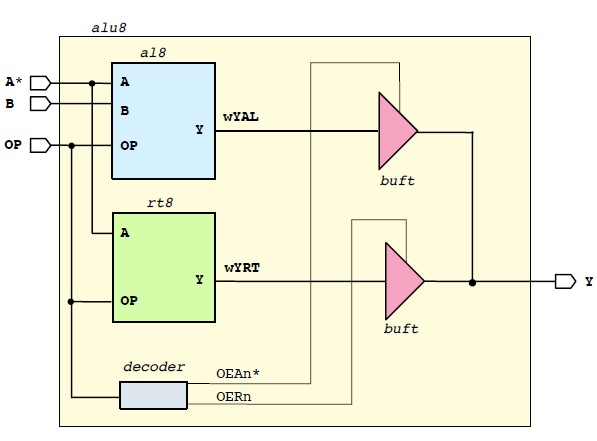 alu8
al8
A*
B
OP
A
B
OP
Y
wYAL
buft
rt8
A
OP
Y
wYRT
buft
Y
decoder
OEAn*
OERn